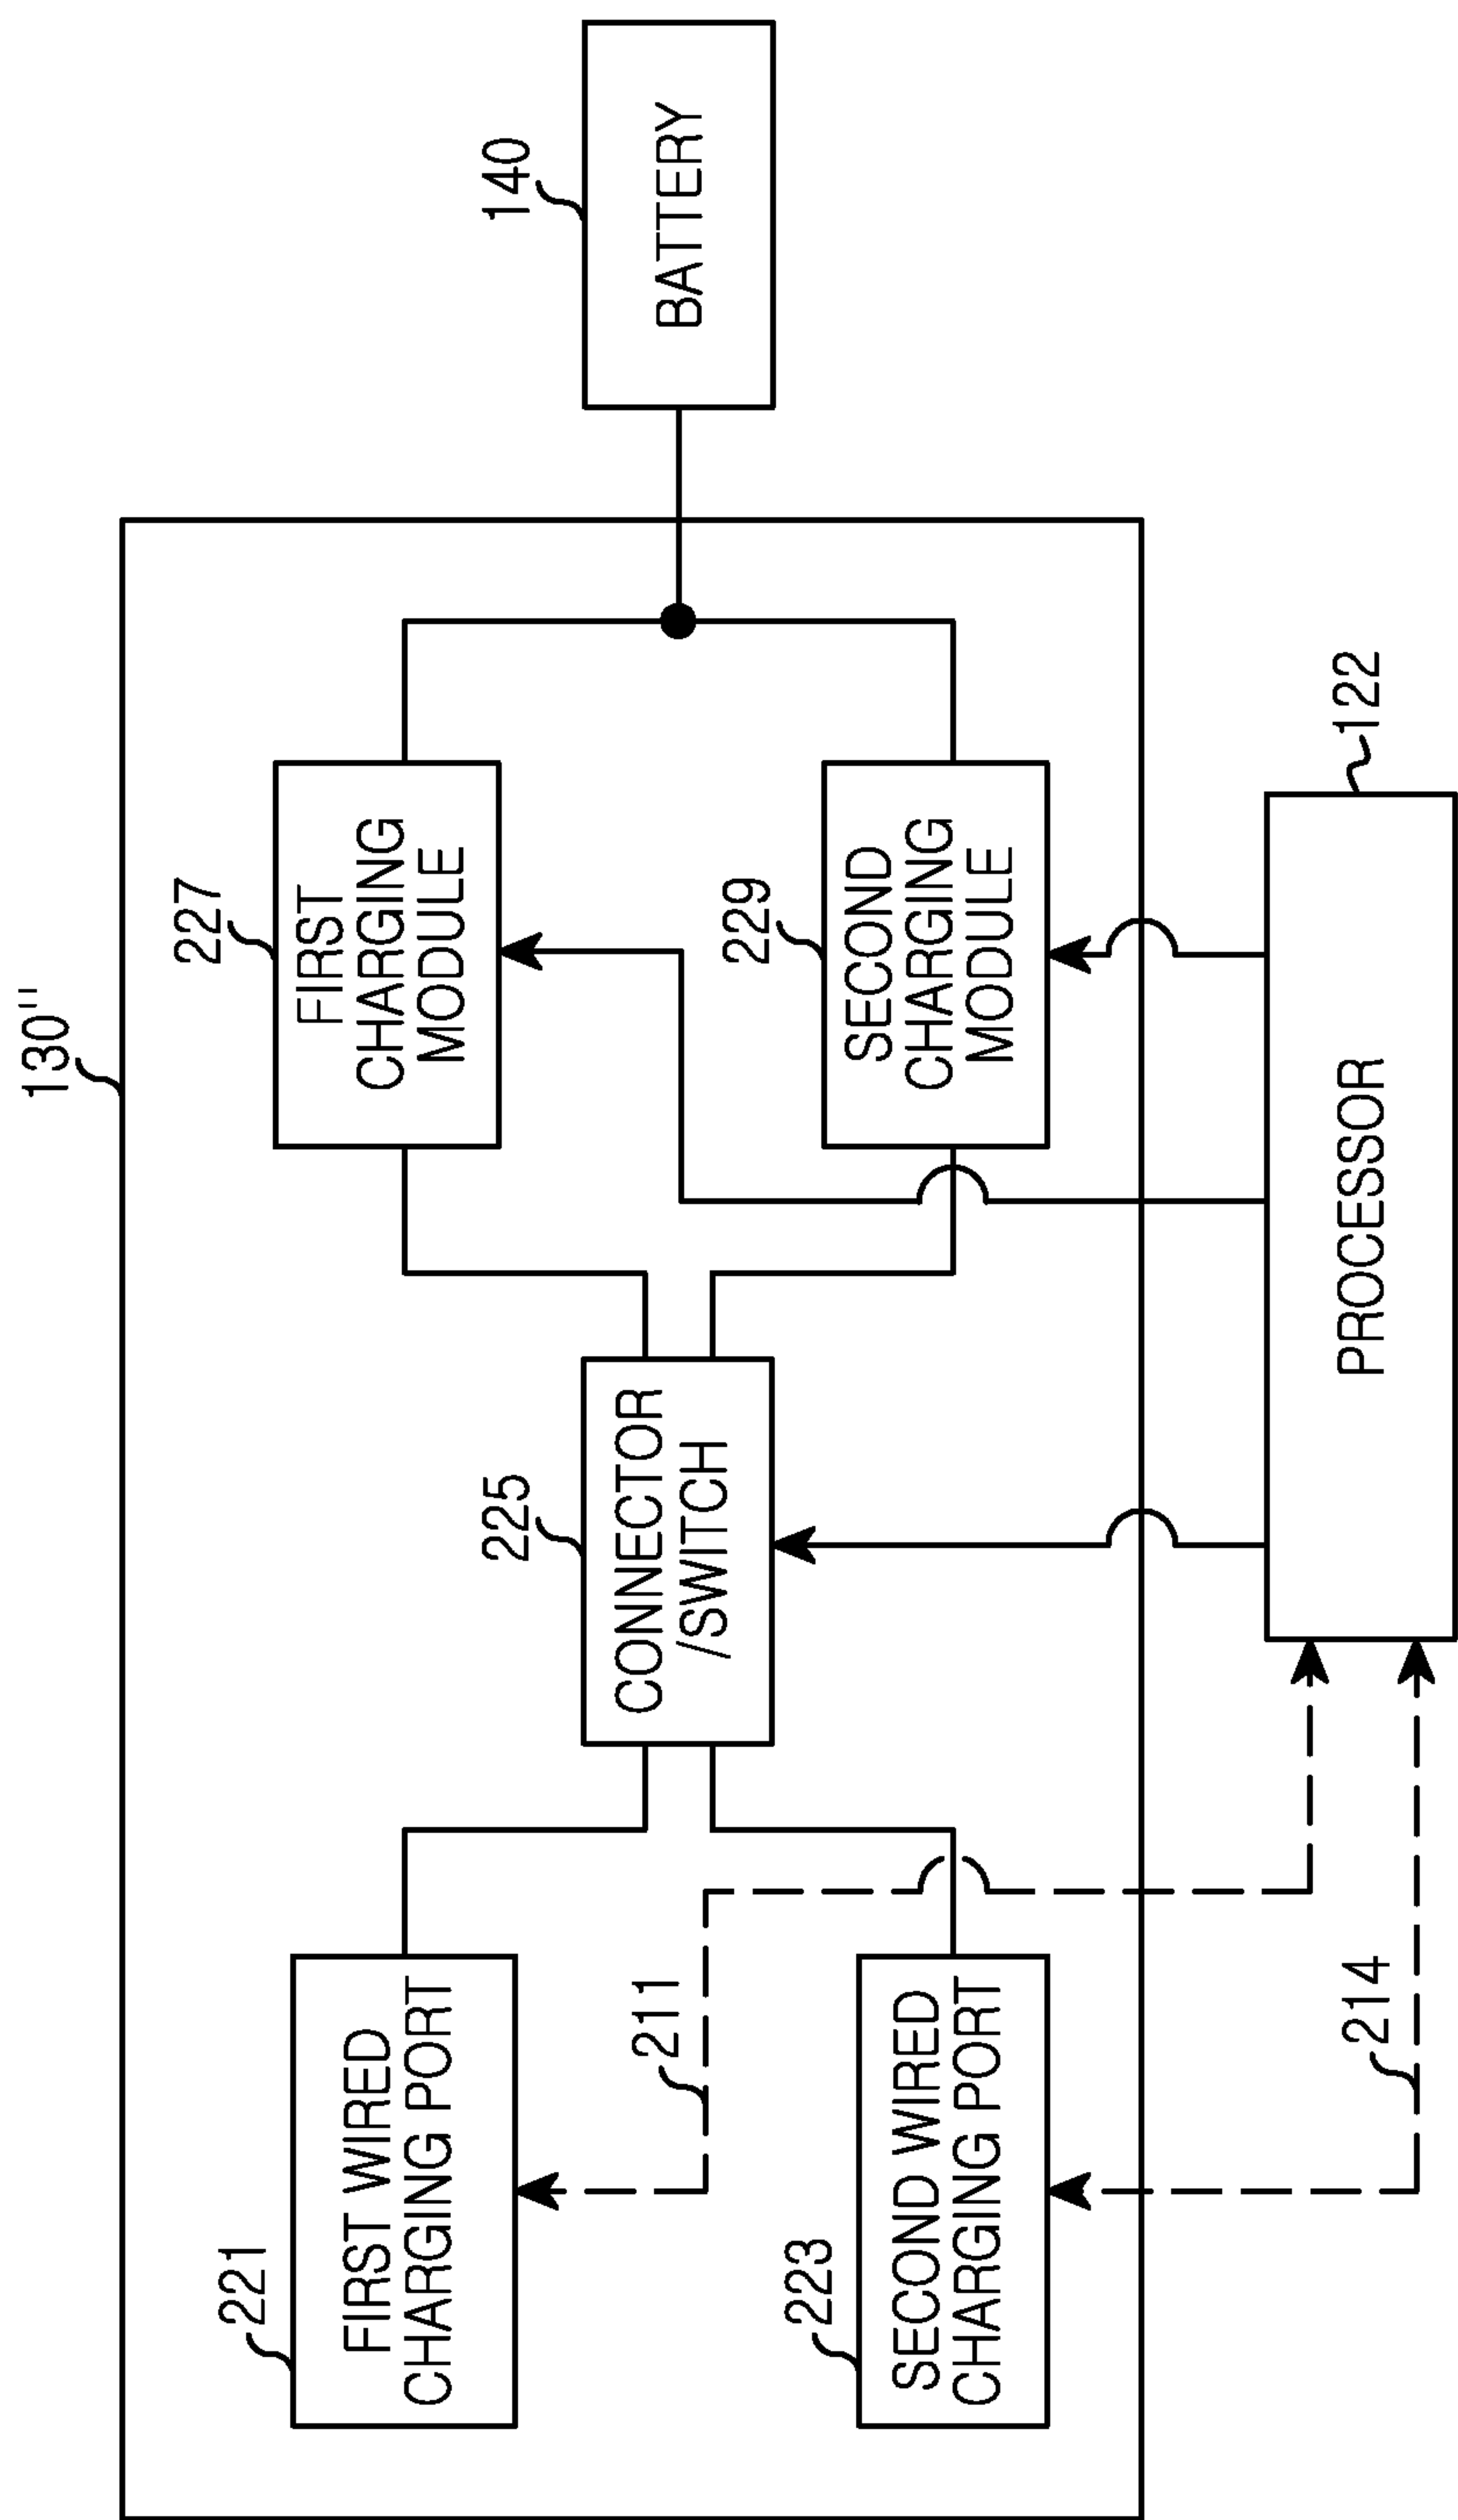 130"
221
FIRST WIRED
CHARGING PORT
227
FIRST
CHARGING
MODULE
225
CONNECTOR
/SWITCH
140
BATTERY
211
223
SECOND WIRED
CHARGING PORT
229
SECOND
CHARGING
MODULE
214
PROCESSOR
122